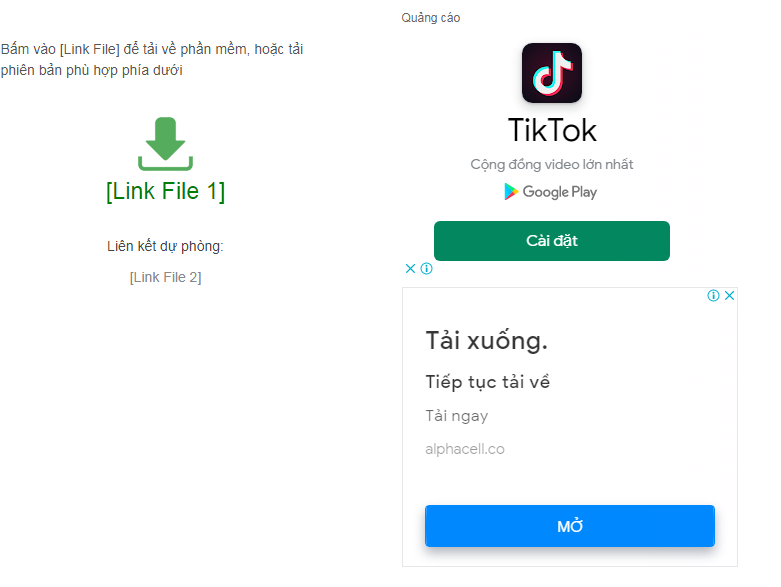 Bấm vào [Link File] để tải về phần mềm, hoặc tải
phiên bản phù hợp phía dưới
[Link File 1]
Liên kết dự phòng:
[Link File 2]
Quảng cáo
TikTok
Cộng đồng video lớn nhất
Google Play
Cài đặt
Tải xuống.
Tiếp tục tải về
Tải ngay
alphacell.co
MỞ